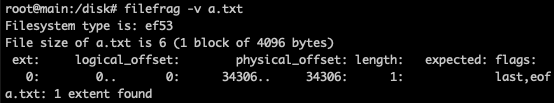 root@main:/disk# filefrag -v a.txt
Filesystem type is: ef53
File size of a.txt is 6 (1 block of 4096 bytes)
 ext:     logical_offset:        physical_offset: length:   expected: flags:
   0:        0..       0:      34306..     34306:      1:             last,eof
a.txt: 1 extent found